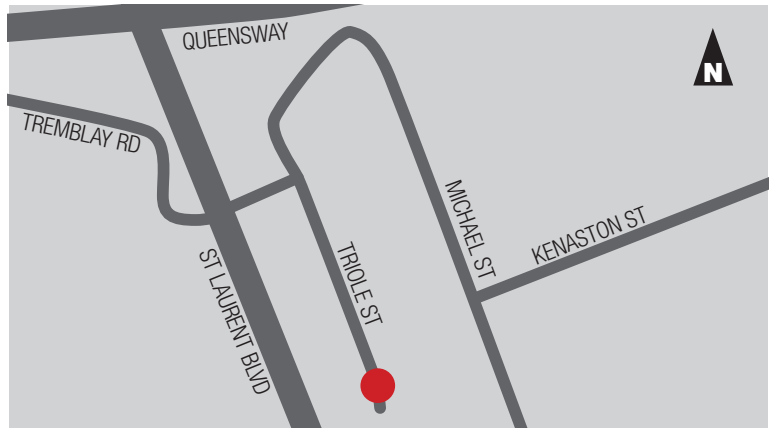 QUEENSWAY
N
TREMBLAY RD
MICHAEL ST
KENASTON ST
TRIOLE ST
ST LAURENT BLVD